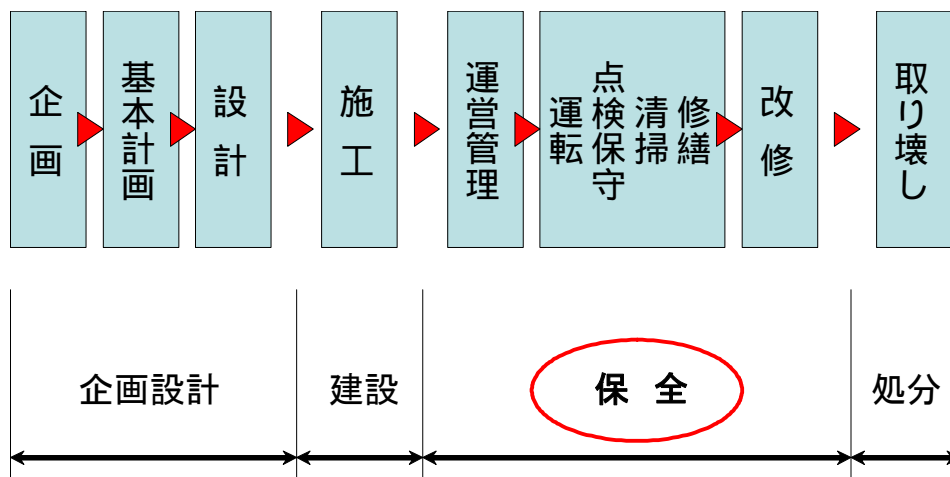 企画
基本計画
設計
施工
運営管理
運転
点検保守
清掃
修繕
改修
取り壊し
企画設計
建設
保全
処分